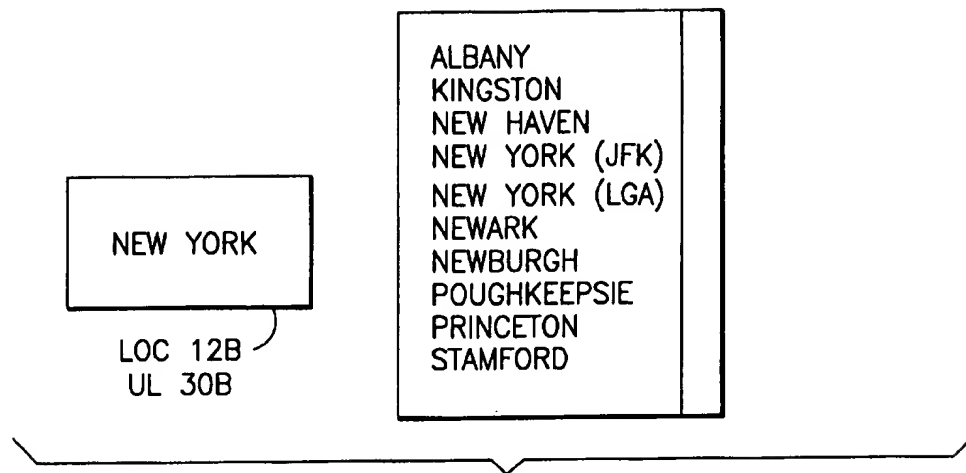 NEW YORK
LOC 12B
UL 30B
ALBANY
KINGSTON
NEW HAVEN
NEW YORK (JFK)
NEW YORK (LGA)
NEWARK
NEWBURGH
POUGHKEEPSIE
PRINCETON
STAMFORD